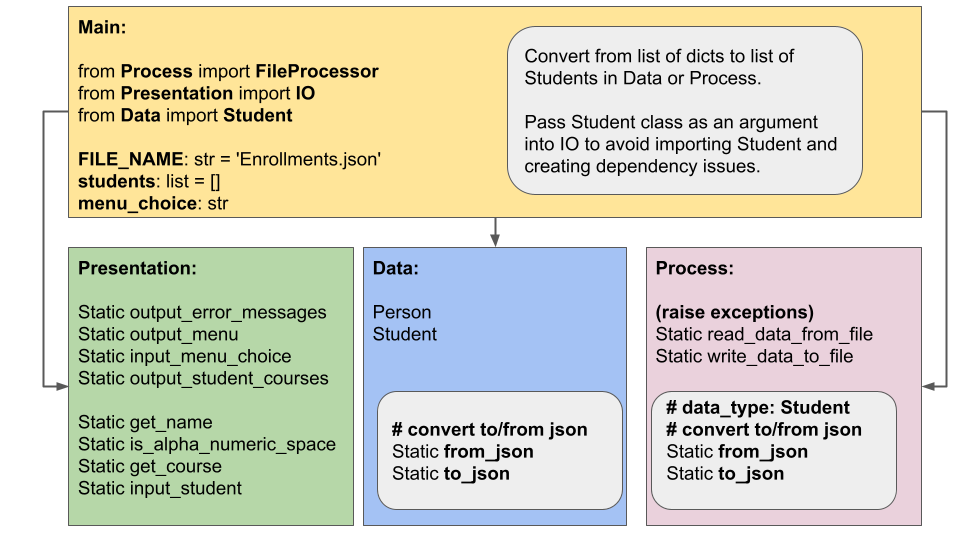 Main:
from Process import FileProcessor
from Presentation import IO
from Data import Student
FILE_NAME: str = 'Enrollments.json'
students: list = []
menu_choice: str
Convert from list of dicts to list of
Students in Data or Process.
Pass Student class as an argument
into IO to avoid importing Student and
creating dependency issues.
Presentation:
Static output_error_messages
Static output_menu
Static input_menu_choice
Static output_student_courses
Static get_name
Static is_alpha_numeric_space
Static get_course
Static input_student
Data:
Person
Student
# convert to/from json
Static from_json
Static to_json
Process:
(raise exceptions)
Static read_data_from_file
Static write_data_to_file
# data_type: Student
# convert to/from json
Static from_json
Static to_json